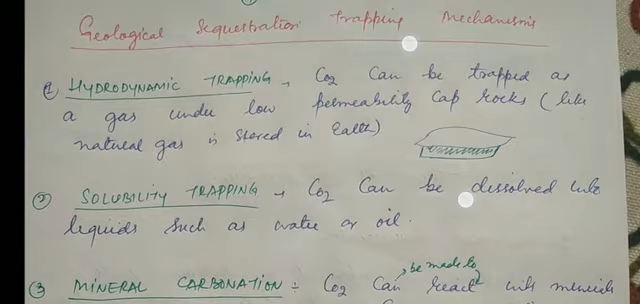 Geological Sequestration Trapping Mechanisms
① HYDRODYNAMIC TRAPPING → Co2 can be trapped as
a gas under low permeability cap rocks (like
natural gas is stored in Earth)
② SOLUBILITY TRAPPING → Co2 can be dissolved into
liquids such as water or oil.
be made to
③ MINERAL CARBONATION :- Co2 can react with minerals